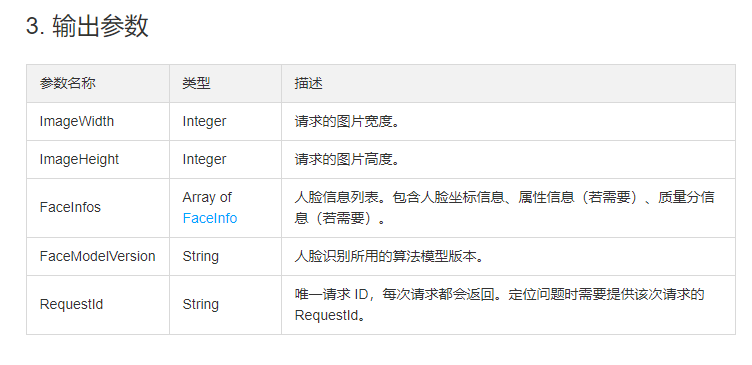 3. 输出参数
参数名称 类型 描述
ImageWidth Integer 请求的图片宽度。
ImageHeight Integer 请求的图片高度。
FaceInfos Array of FaceInfo 人脸信息列表。包含人脸坐标信息、属性信息（若需要）、质量分信
息（若需要）。
FaceModelVersion String 人脸识别所用的算法模型版本。
RequestId String 唯一请求 ID，每次请求都会返回。定位问题时需要提供该次请求的
RequestId。